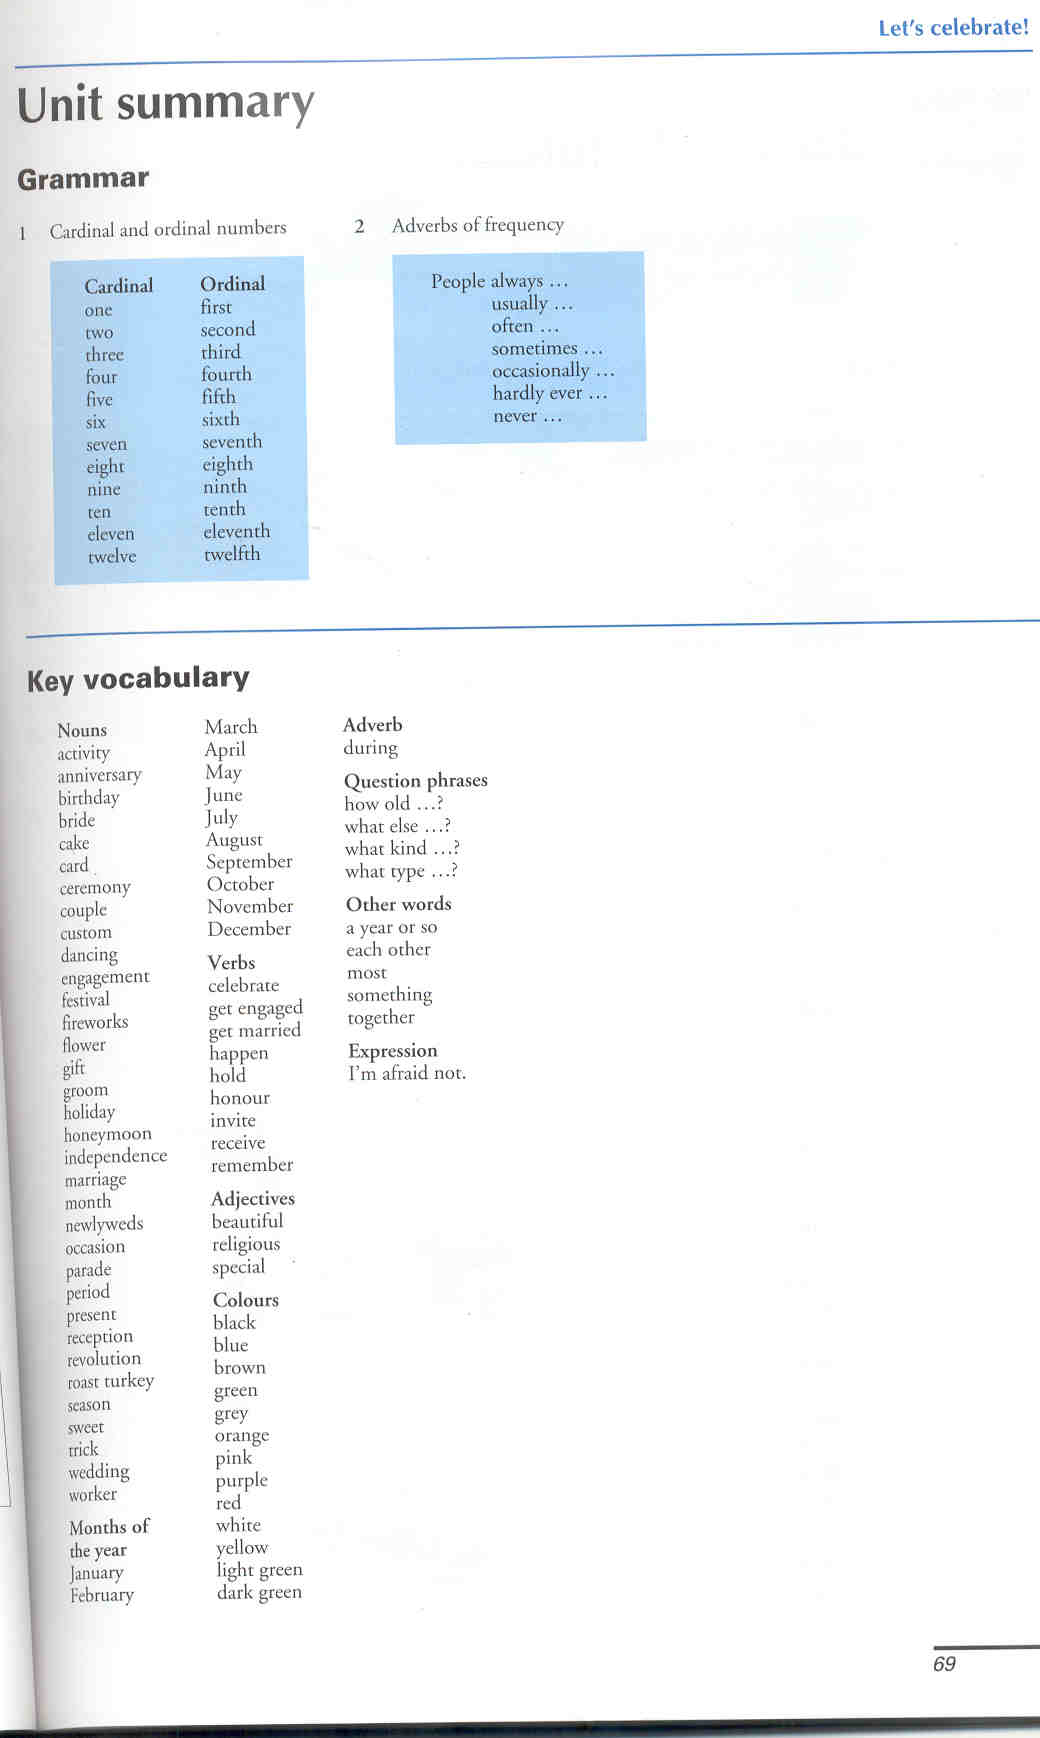 Let's celebrate!
Unit summary
Grammar
1 Cardinal and ordinal numbers
Cardinal Ordinal
one first
two second
three third
four fourth
five fifth
six sixth
seven seventh
eight eighth
nine ninth
ten tenth
eleven eleventh
twelve twelfth
2 Adverbs of frequency
People always ...
usually ...
often ...
sometimes ...
occasionally ...
hardly ever ...
never ...
Key vocabulary
Nouns
activity
anniversary
birthday
bride
cake
card
ceremony
couple
custom
dancing
engagement
festival
fireworks
flower
gift
groom
holiday
honeymoon
independence
marriage
month
newlyweds
occasion
parade
period
present
reception
revolution
roast turkey
season
sweet
trick
wedding
worker
Months of
the year
January
February
March
April
May
June
July
August
September
October
November
December
Verbs
celebrate
get engaged
get married
happen
hold
honour
invite
receive
remember
Adjectives
beautiful
religious
special
Colours
black
blue
brown
green
grey
orange
pink
purple
red
white
yellow
light green
dark green
Adverb
during
Question phrases
how old ...?
what else ...?
what kind ...?
what type ...?
Other words
a year or so
each other
most
something
together
Expression
I'm afraid not.
69